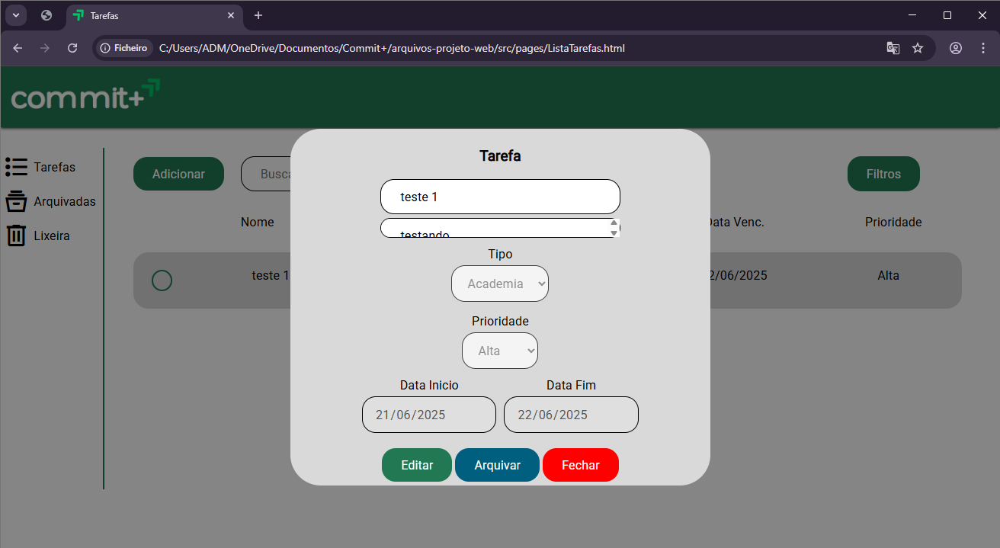 Tarefas
Ficheiro C:/Users/ADM/OneDrive/Documentos/Commit+/arquivos-projeto-web/src/pages/ListaTarefas.html
commit+
Tarefas
Arquivadas
Lixeira
Adicionar Busca Filtros
Nome Data Venc. Prioridade
teste 1 2/06/2025 Alta
Tarefa
teste 1
testando
Tipo
Academia
Prioridade
Alta
Data Inicio Data Fim
21/06/2025 22/06/2025
Editar Arquivar Fechar